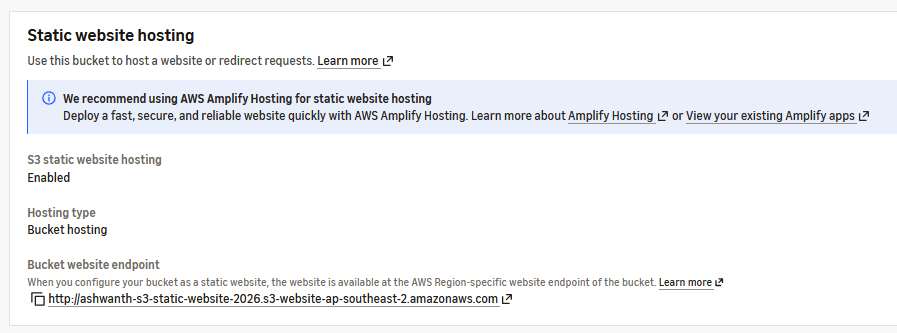 Static website hosting
Use this bucket to host a website or redirect requests. Learn more
We recommend using AWS Amplify Hosting for static website hosting
Deploy a fast, secure, and reliable website quickly with AWS Amplify Hosting. Learn more about Amplify Hosting or View your existing Amplify apps
S3 static website hosting
Enabled
Hosting type
Bucket hosting
Bucket website endpoint
When you configure your bucket as a static website, the website is available at the AWS Region-specific website endpoint of the bucket. Learn more
http://ashwanth-s3-static-website-2026.s3-website-ap-southeast-2.amazonaws.com